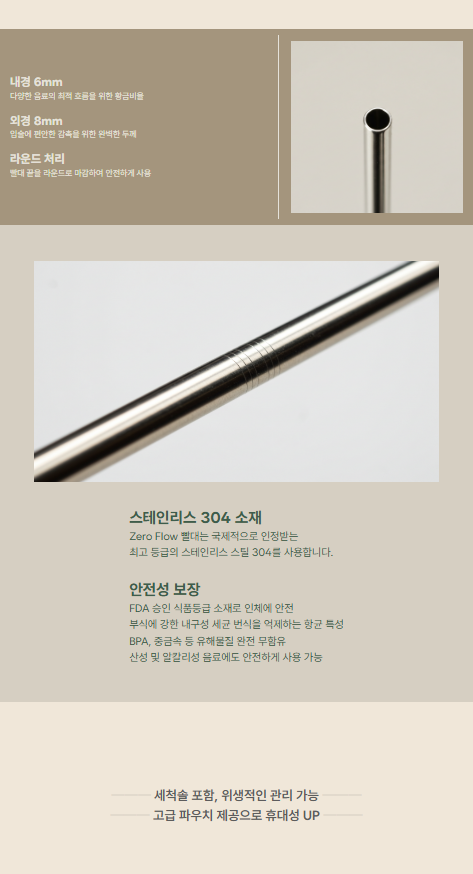 내경 6mm
다양한 음료의 최적 흐름을 위한 황금비율
외경 8mm
입술에 편안한 감촉을 위한 완벽한 두께
라운드 처리
빨대 끝을 라운드로 마감하여 안전하게 사용
스테인리스 304 소재
Zero Flow 빨대는 국제적으로 인정받는
최고 등급의 스테인리스 스틸 304를 사용합니다.
안전성 보장
FDA 승인 식품등급 소재로 인체에 안전
부식에 강한 내구성 세균 번식을 억제하는 항균 특성
BPA, 중금속 등 유해물질 완전 무함유
산성 및 알칼리성 음료에도 안전하게 사용 가능
세척솔 포함, 위생적인 관리 가능
고급 파우치 제공으로 휴대성 UP